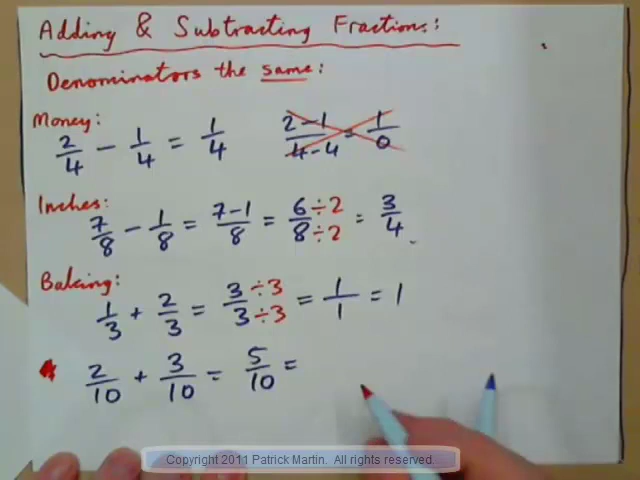 Adding & Subtracting Fractions:
Denominators the same:
Money:
2/4 - 1/4 = 1/4    2-1/4-4 = 1/0
Inches:
7/8 - 1/8 = 7-1/8 = 6÷2/8÷2 = 3/4
Baking:
1/3 + 2/3 = 3÷3/3÷3 = 1/1 = 1
2/10 + 3/10 = 5/10 =
Copyright 2011 Patrick Martin. All rights reserved.